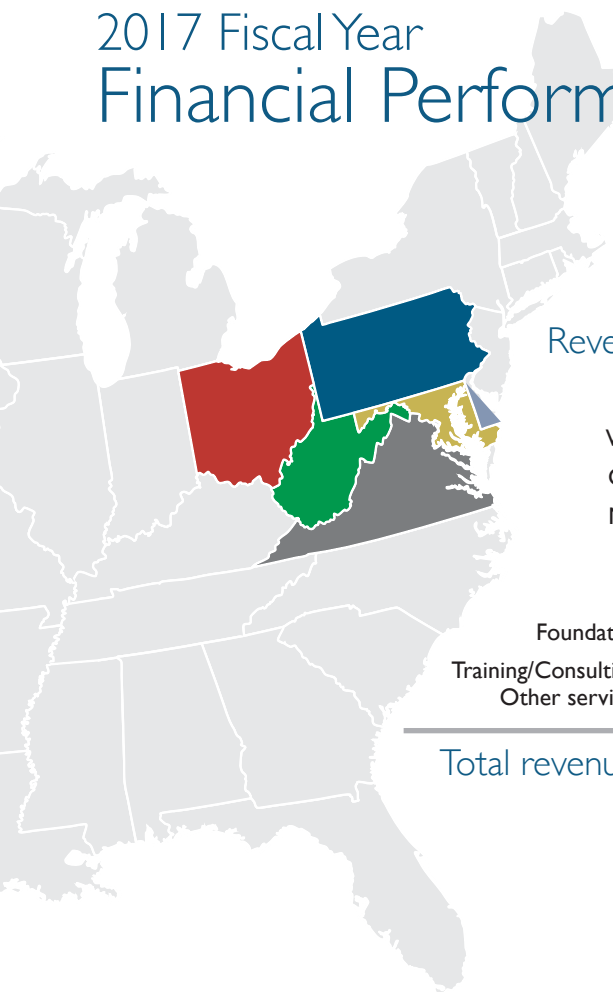 2017 Fiscal Year
Financial Perform
Reve
Foundat
Training/Consulti
Other servi
Total revenu